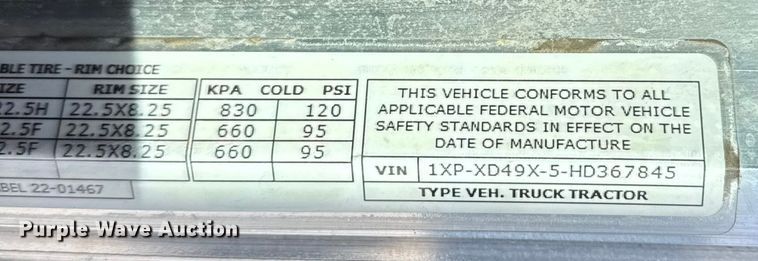 BLE TIRE - RIM CHOICE
IZE RIM SIZE KPA COLD PSI
22.5H 22.5X8.25 830 120
2.5F 22.5X8.25 660 95
2.5F 22.5X8.25 660 95
BEL 22-01467
THIS VEHICLE CONFORMS TO ALL
APPLICABLE FEDERAL MOTOR VEHICLE
SAFETY STANDARDS IN EFFECT ON THE
DATE OF MANUFACTURE
VIN 1XP-XD49X-5-HD367845
TYPE VEH. TRUCK TRACTOR
Purple Wave Auction